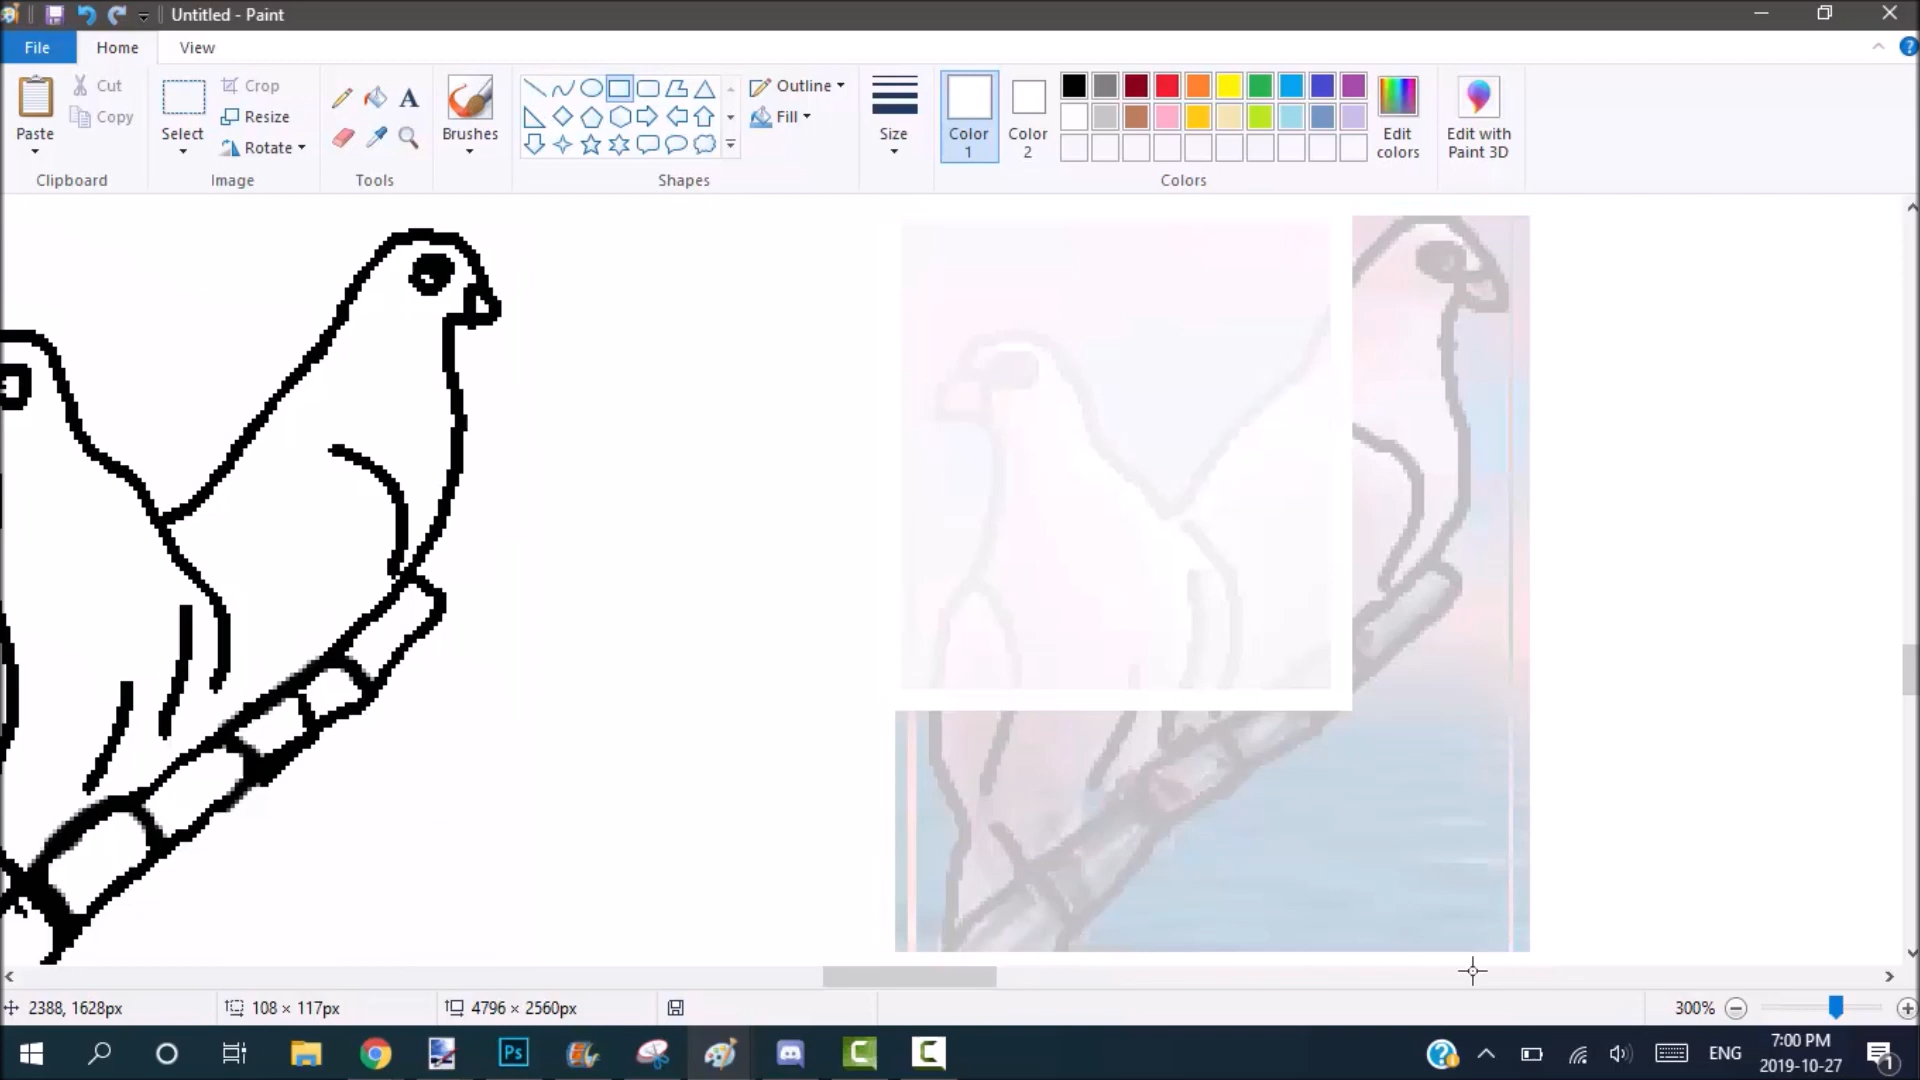 Untitled - Paint
File Home View
Paste Cut Copy
Clipboard
Select Crop Resize Rotate
Image
A
Tools
Brushes
Shapes
Outline Fill
Size
Color 1
Color 2
Edit colors
Colors
Edit with Paint 3D
2388, 1628px 108 × 117px 4796 × 2560px 300%
Ps ENG 7:00 PM
2019-10-27
1